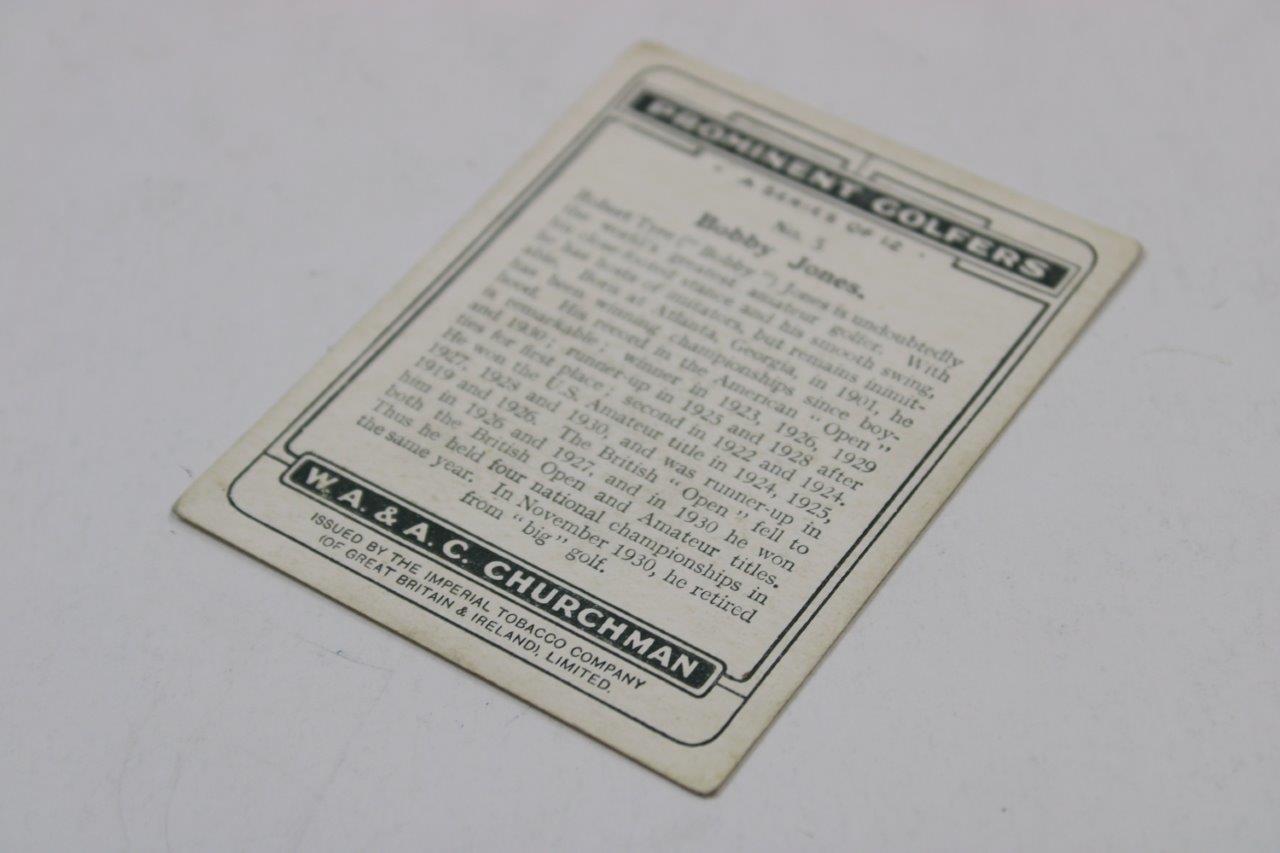 PROMINENT GOLFERS
A SERIES OF 12
No. 5
Bobby Jones.
Robert Tyre (" Bobby ") Jones is undoubtedly
the world's greatest amateur golfer. With
his close-footed stance and his smooth swing,
he has hosts of imitators, but remains inimit-
able. Born at Atlanta, Georgia, in 1901, he
has been winning championships since boy-
hood. His record in the American " Open "
is remarkable ; winner in 1923, 1926, 1929
and 1930 ; runner-up in 1925 and 1928 after
ties for first place ; second in 1922 and 1924.
He won the U.S. Amateur title in 1924, 1925,
1927, 1928 and 1930, and was runner-up in
1919 and 1926. The British " Open " fell to
him in 1926 and 1927, and in 1930 he won
both the British Open and Amateur titles.
Thus he held four national championships in
the same year. In November 1930, he retired
from " big " golf.
W. A. & A. C. CHURCHMAN
ISSUED BY THE IMPERIAL TOBACCO COMPANY
(OF GREAT BRITAIN & IRELAND), LIMITED.